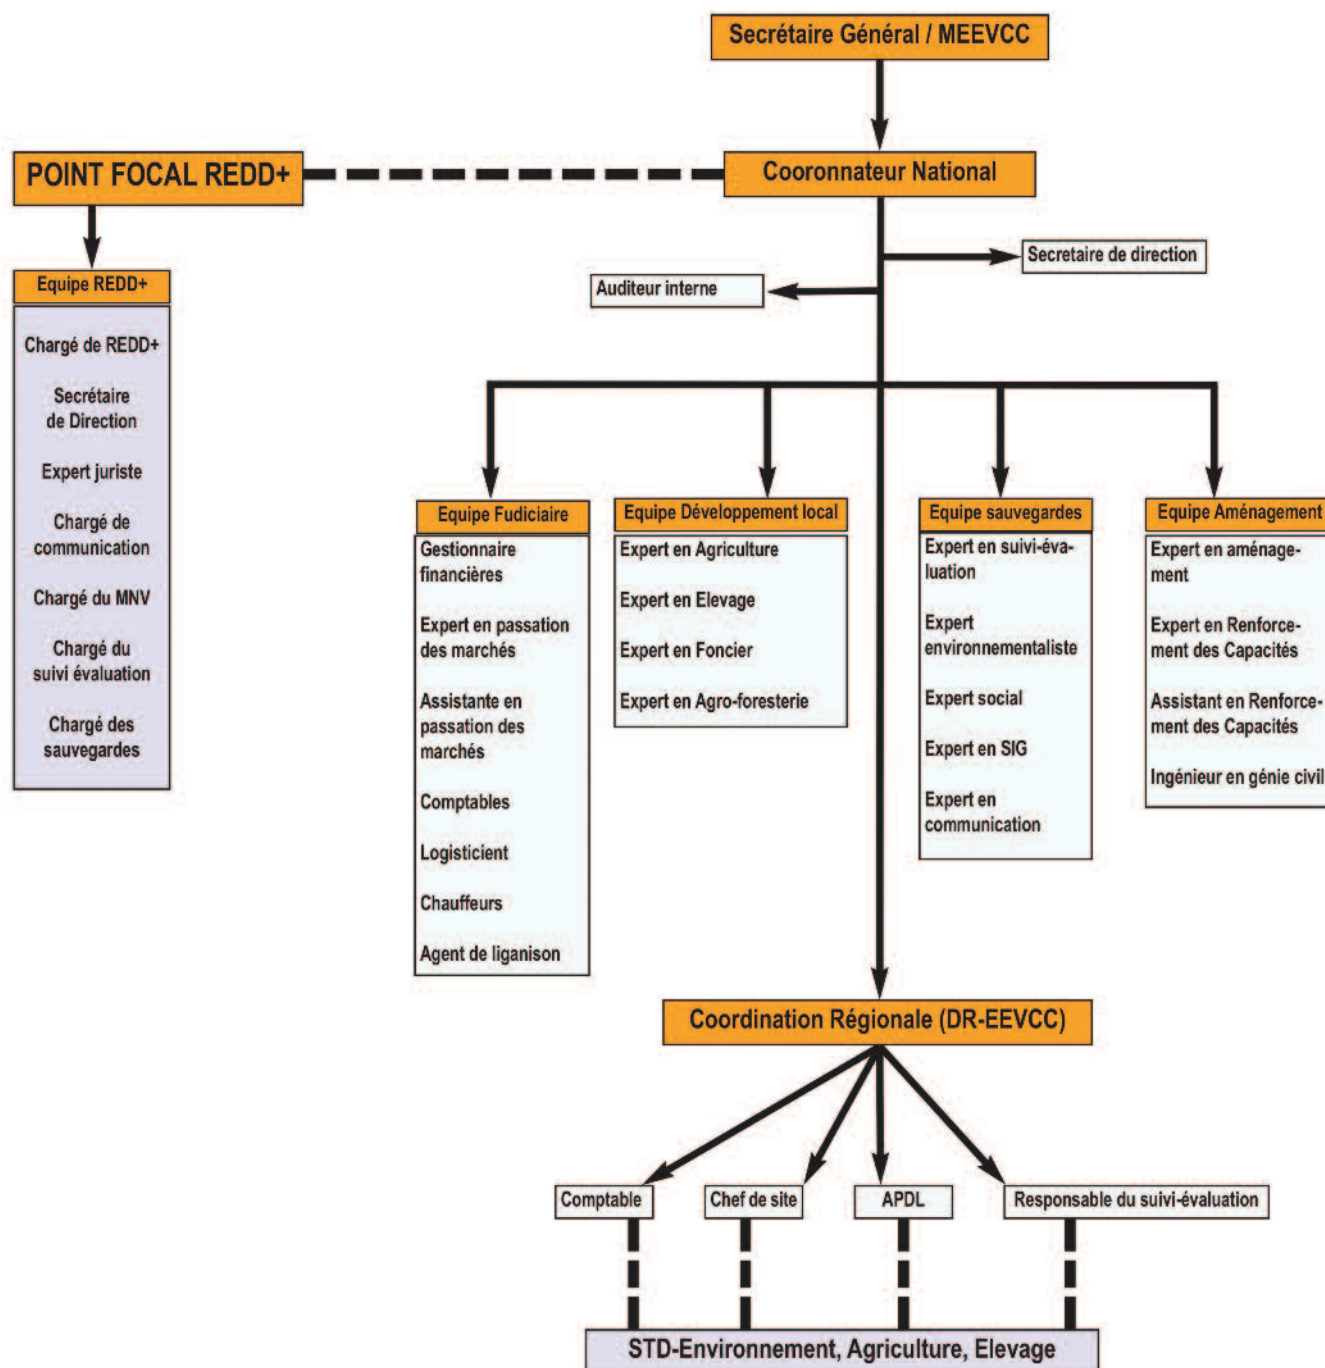 Secrétaire Général / MEEVCC
POINT FOCAL REDD+
Cooronnateur National
Secretaire de direction
Auditeur interne
Equipe REDD+
Chargé de REDD+
Secrétaire
de Direction
Expert juriste
Chargé de
communication
Chargé du MNV
Chargé du
suivi évaluation
Chargé des
sauvegardes
Equipe Fudiciaire
Gestionnaire
financières
Expert en passation
des marchés
Assistante en
passation des
marchés
Comptables
Logisticient
Chauffeurs
Agent de liganison
Equipe Développement local
Expert en Agriculture
Expert en Elevage
Expert en Foncier
Expert en Agro-foresterie
Equipe sauvegardes
Expert en suivi-éva-
luation
Expert
environnementaliste
Expert social
Expert en SIG
Expert en
communication
Equipe Aménagement
Expert en aménage-
ment
Expert en Renforce-
ment des Capacités
Assistant en Renforce-
ment des Capacités
Ingénieur en génie civil
Coordination Régionale (DR-EEVCC)
Comptable
Chef de site
APDL
Responsable du suivi-évaluation
STD-Environnement, Agriculture, Elevage